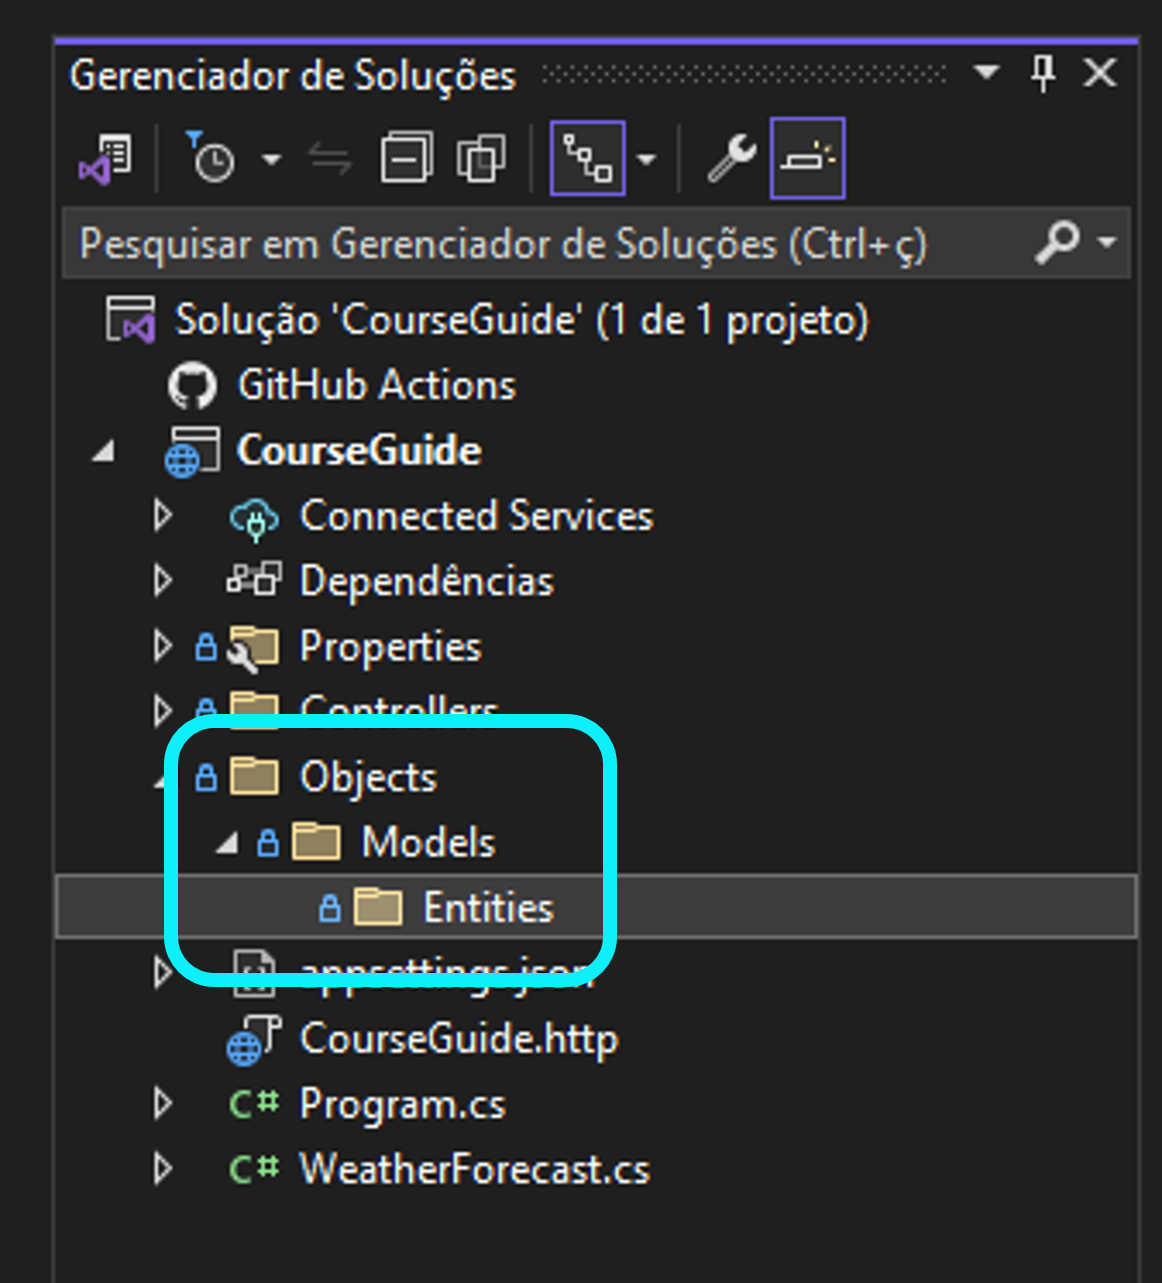 Gerenciador de Soluções
Pesquisar em Gerenciador de Soluções (Ctrl+ç)
Solução 'CourseGuide' (1 de 1 projeto)
GitHub Actions
CourseGuide
Connected Services
Dependências
Properties
Controllers
Objects
Models
Entities
appsettings.json
CourseGuide.http
C# Program.cs
C# WeatherForecast.cs